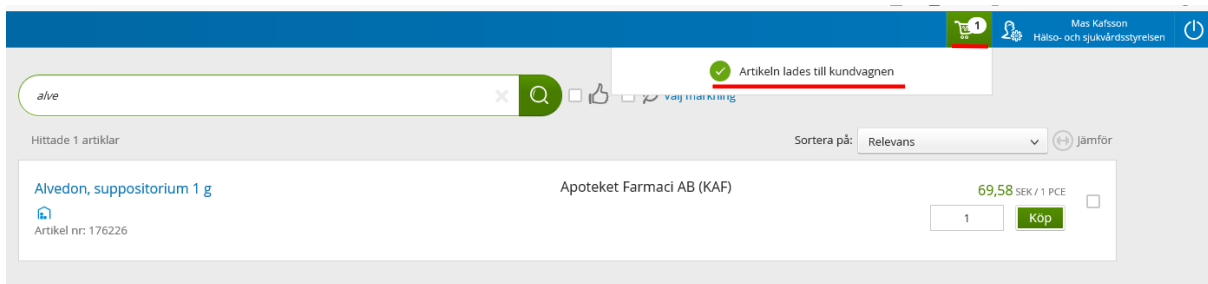 1
Mas Kafsson
Hälso- och sjukvårdsstyrelsen
Artikeln lades till kundvagnen
alve
Välj märkning
Hittade 1 artiklar
Sortera på: Relevans
Jämför
Alvedon, suppositorium 1 g
Apoteket Farmaci AB (KAF)
69,58 SEK / 1 PCE
1 Köp
Artikel nr: 176226